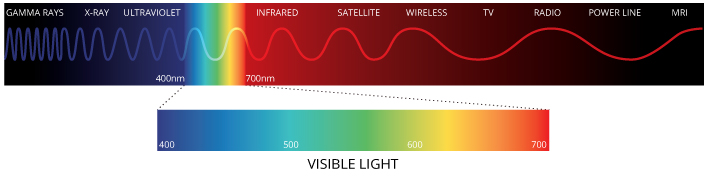 GAMMA RAYS X-RAY ULTRAVIOLET INFRARED SATELLITE WIRELESS TV RADIO POWER LINE MRI
400nm 700nm
400 500 600 700
VISIBLE LIGHT